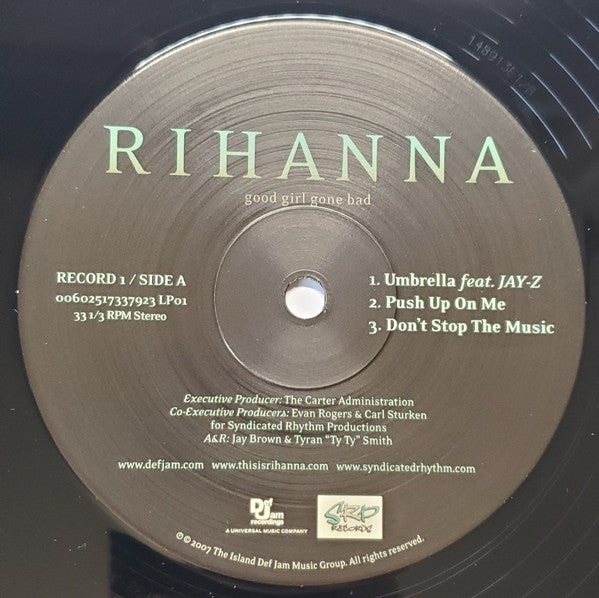 148913E1/B
RIHANNA
good girl gone bad
RECORD 1 / SIDE A
00602517337923 LP01
33 1/3 RPM Stereo
1. Umbrella feat. JAY-Z
2. Push Up On Me
3. Don't Stop The Music
Executive Producer: The Carter Administration
Co-Executive Producers: Evan Rogers & Carl Sturken
for Syndicated Rhythm Productions
A&R: Jay Brown & Tyran "Ty Ty" Smith
www.defjam.com www.thisisrihanna.com www.syndicatedrhythm.com
Def
Jam
recordings
A UNIVERSAL MUSIC COMPANY
SRP
RECORDS
℗ © 2007 The Island Def Jam Music Group. All rights reserved.